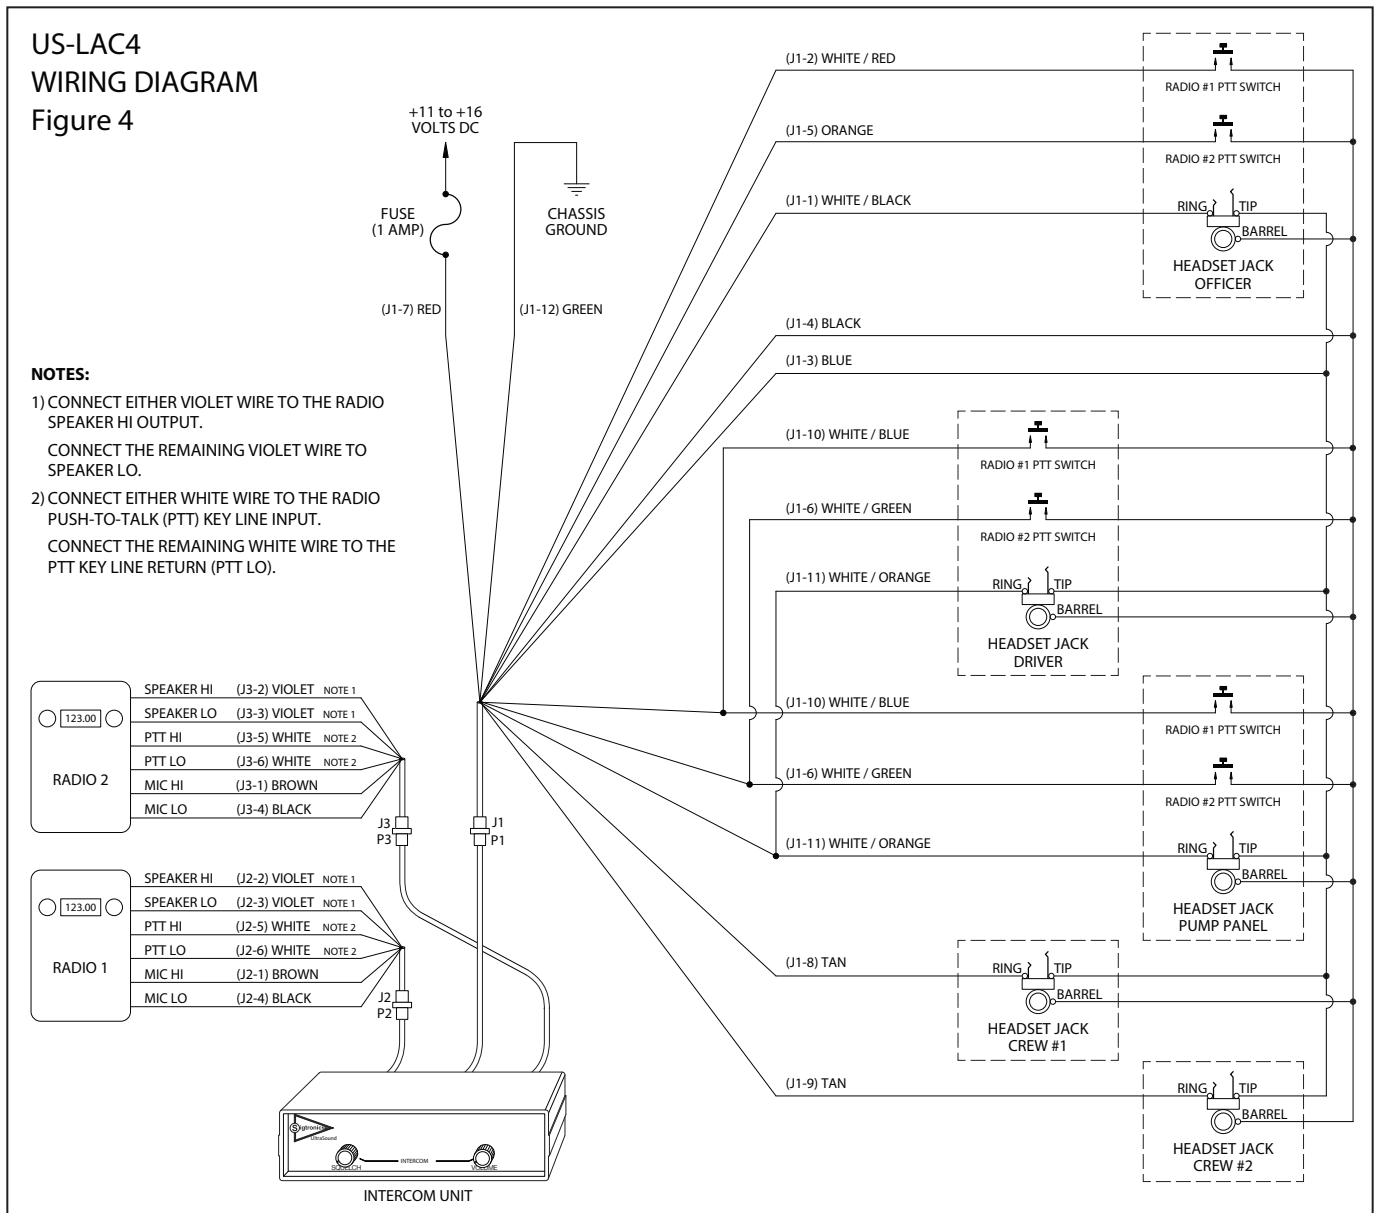 US-LAC4
WIRING DIAGRAM
Figure 4
+11 to +16
VOLTS DC
FUSE
(1 AMP)
CHASSIS
GROUND
(J1-7) RED
(J1-12) GREEN
NOTES:
1) CONNECT EITHER VIOLET WIRE TO THE RADIO
SPEAKER HI OUTPUT.
CONNECT THE REMAINING VIOLET WIRE TO
SPEAKER LO.
2) CONNECT EITHER WHITE WIRE TO THE RADIO
PUSH-TO-TALK (PTT) KEY LINE INPUT.
CONNECT THE REMAINING WHITE WIRE TO THE
PTT KEY LINE RETURN (PTT LO).
(J1-2) WHITE / RED
RADIO #1 PTT SWITCH
(J1-5) ORANGE
RADIO #2 PTT SWITCH
(J1-1) WHITE / BLACK
RING TIP
BARREL
HEADSET JACK
OFFICER
(J1-4) BLACK
(J1-3) BLUE
(J1-10) WHITE / BLUE
RADIO #1 PTT SWITCH
(J1-6) WHITE / GREEN
RADIO #2 PTT SWITCH
(J1-11) WHITE / ORANGE
RING TIP
BARREL
HEADSET JACK
DRIVER
(J1-10) WHITE / BLUE
RADIO #1 PTT SWITCH
(J1-6) WHITE / GREEN
RADIO #2 PTT SWITCH
(J1-11) WHITE / ORANGE
RING TIP
BARREL
HEADSET JACK
PUMP PANEL
(J1-8) TAN
RING TIP
BARREL
HEADSET JACK
CREW #1
(J1-9) TAN
RING TIP
BARREL
HEADSET JACK
CREW #2
123.00
RADIO 2
SPEAKER HI (J3-2) VIOLET NOTE 1
SPEAKER LO (J3-3) VIOLET NOTE 1
PTT HI (J3-5) WHITE NOTE 2
PTT LO (J3-6) WHITE NOTE 2
MIC HI (J3-1) BROWN
MIC LO (J3-4) BLACK
J3
P3
J1
P1
123.00
RADIO 1
SPEAKER HI (J2-2) VIOLET NOTE 1
SPEAKER LO (J2-3) VIOLET NOTE 1
PTT HI (J2-5) WHITE NOTE 2
PTT LO (J2-6) WHITE NOTE 2
MIC HI (J2-1) BROWN
MIC LO (J2-4) BLACK
J2
P2
Sigtronics
UltraSound
SQUELCH INTERCOM VOLUME
INTERCOM UNIT